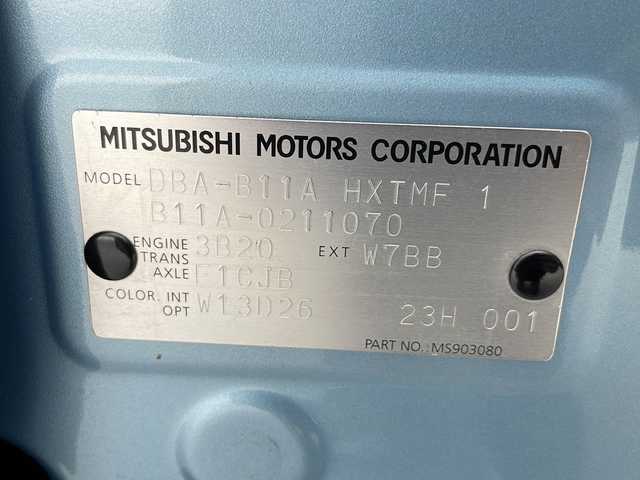 MITSUBISHI MOTORS CORPORATION
MODEL DBA-B11A HXTMF 1
B11A-0211070
ENGINE 3B20 EXT W7BB
TRANS AXLE F1CJB
COLOR. INT OPT W13D26 23H 001
PART NO.: MS903080